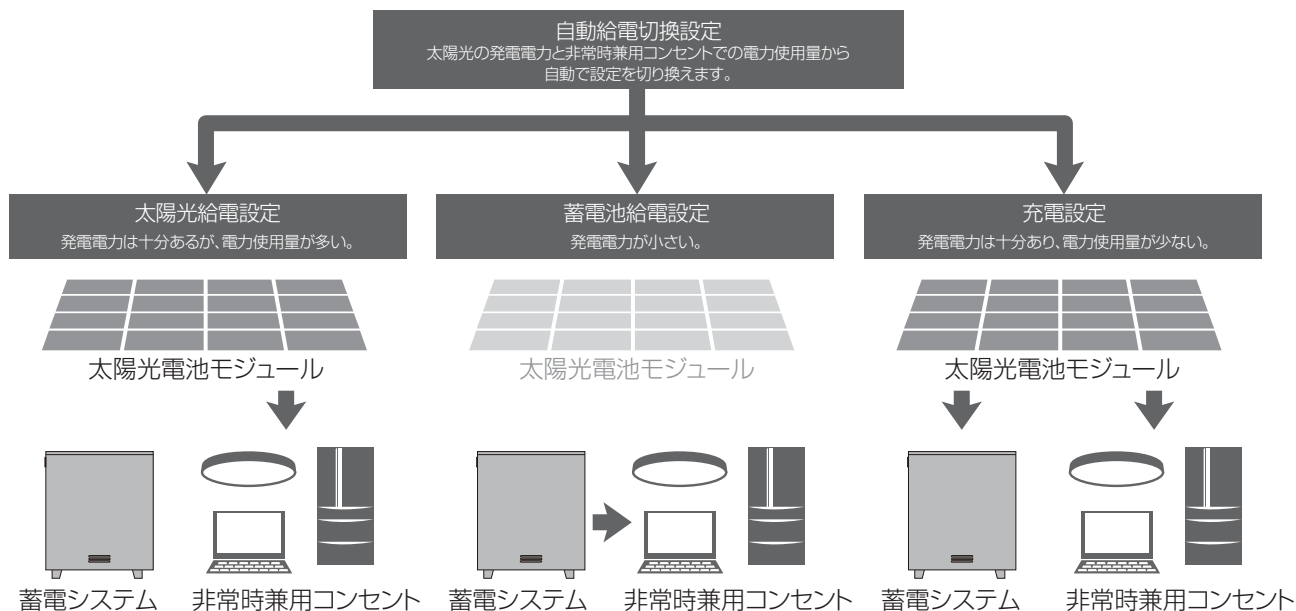 自動給電切換設定
太陽光の発電電力と非常時兼用コンセントでの電力使用量から
自動で設定を切り換えます。
太陽光給電設定
発電電力は十分あるが、電力使用量が多い。
太陽光電池モジュール
蓄電システム
非常時兼用コンセント
蓄電池給電設定
発電電力が小さい。
太陽光電池モジュール
蓄電システム
非常時兼用コンセント
充電設定
発電電力は十分あり、電力使用量が少ない。
太陽光電池モジュール
蓄電システム
非常時兼用コンセント